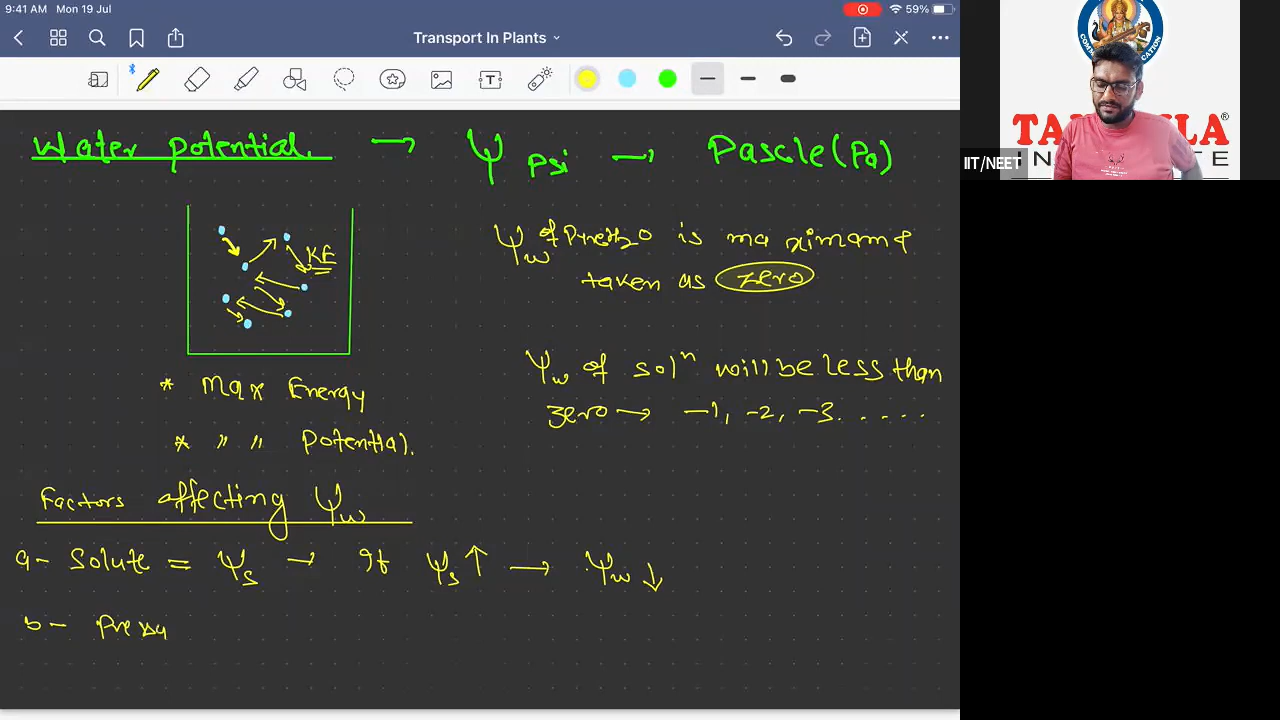 9:41 AM Mon 19 Jul
59%
Transport In Plants
Water potential. → Ψ psi → Pascle (Pa)
KE
Ψw of Pure H2O is maximum &
taken as zero
* Max Energy
* " " potential.
Ψw of solⁿ will be less than
zero → -1, -2, -3. . . . . .
Factors affecting Ψw
a- Solute = Ψs → If Ψs ↑ → Ψw ↓
b- Pressu
IIT/NEET